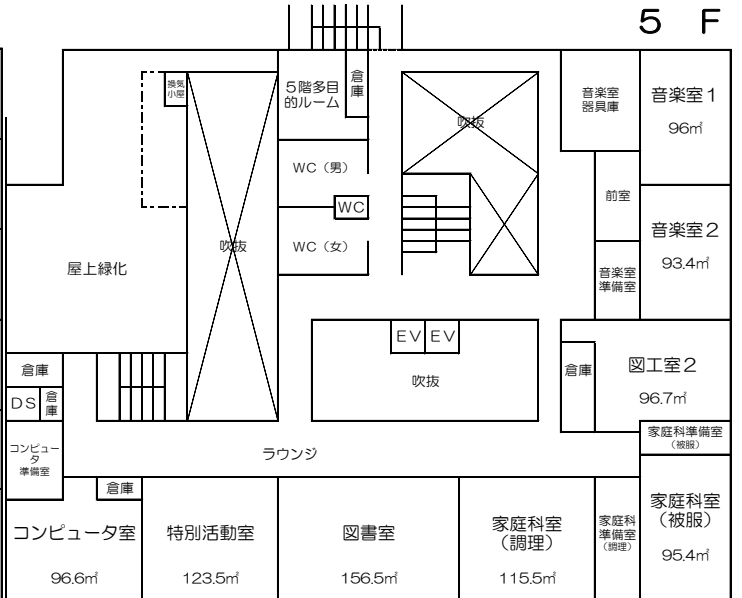 5 F
換気
小屋
5階多目
的ルーム
倉
庫
吹抜
音楽室
器具庫
音楽室1
96㎡
WC（男）
前室
WC
音楽室2
93.4㎡
吹抜
WC（女）
屋上緑化
音楽室
準備室
EV
EV
倉庫
倉庫
図工室2
96.7㎡
吹抜
DS
倉
庫
家庭科準備室
（被服）
コンピュー
タ
準備室
ラウンジ
倉庫
コンピュータ室
96.6㎡
特別活動室
123.5㎡
図書室
156.5㎡
家庭科室
（調理）
115.5㎡
家庭科
準備室
（調理）
家庭科室
（被服）
95.4㎡